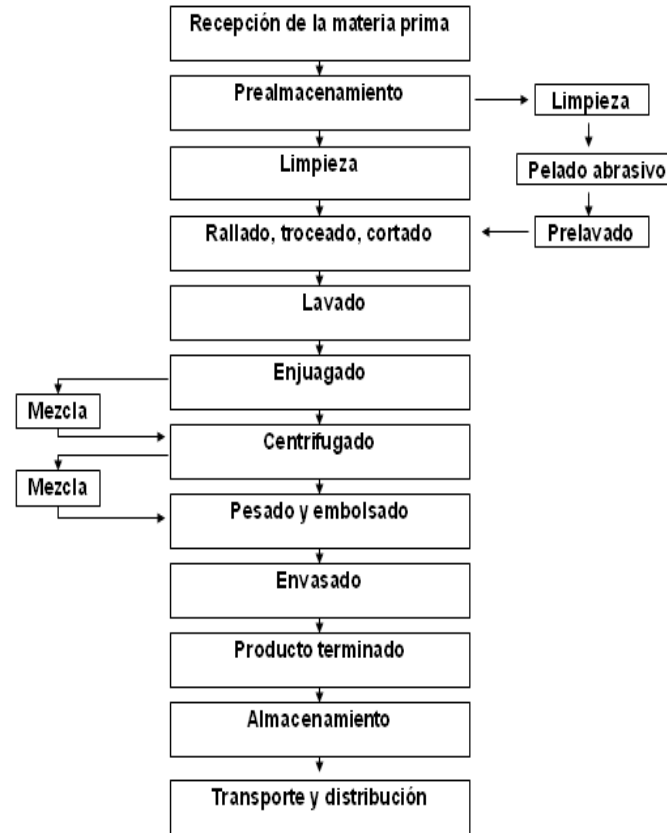 Recepción de la materia prima
Prealmacenamiento
Limpieza
Limpieza
Pelado abrasivo
Rallado, troceado, cortado
Prelavado
Lavado
Enjuagado
Mezcla
Centrifugado
Mezcla
Pesado y embolsado
Envasado
Producto terminado
Almacenamiento
Transporte y distribución